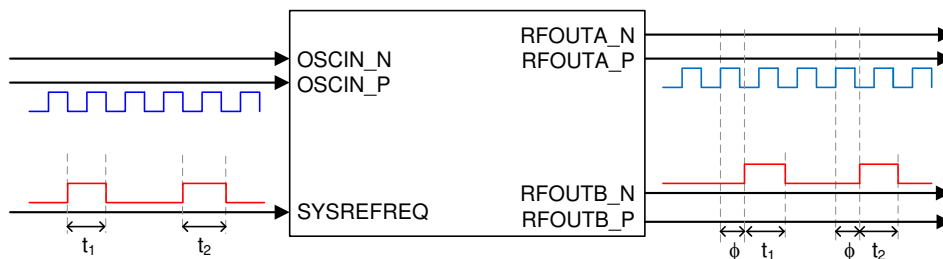 RFOUTA_N
RFOUTA_P
OSCIN_N
OSCIN_P
RFOUTB_N
RFOUTB_P
SYSREFREQ
t1 t2
ϕ t1 ϕ t2